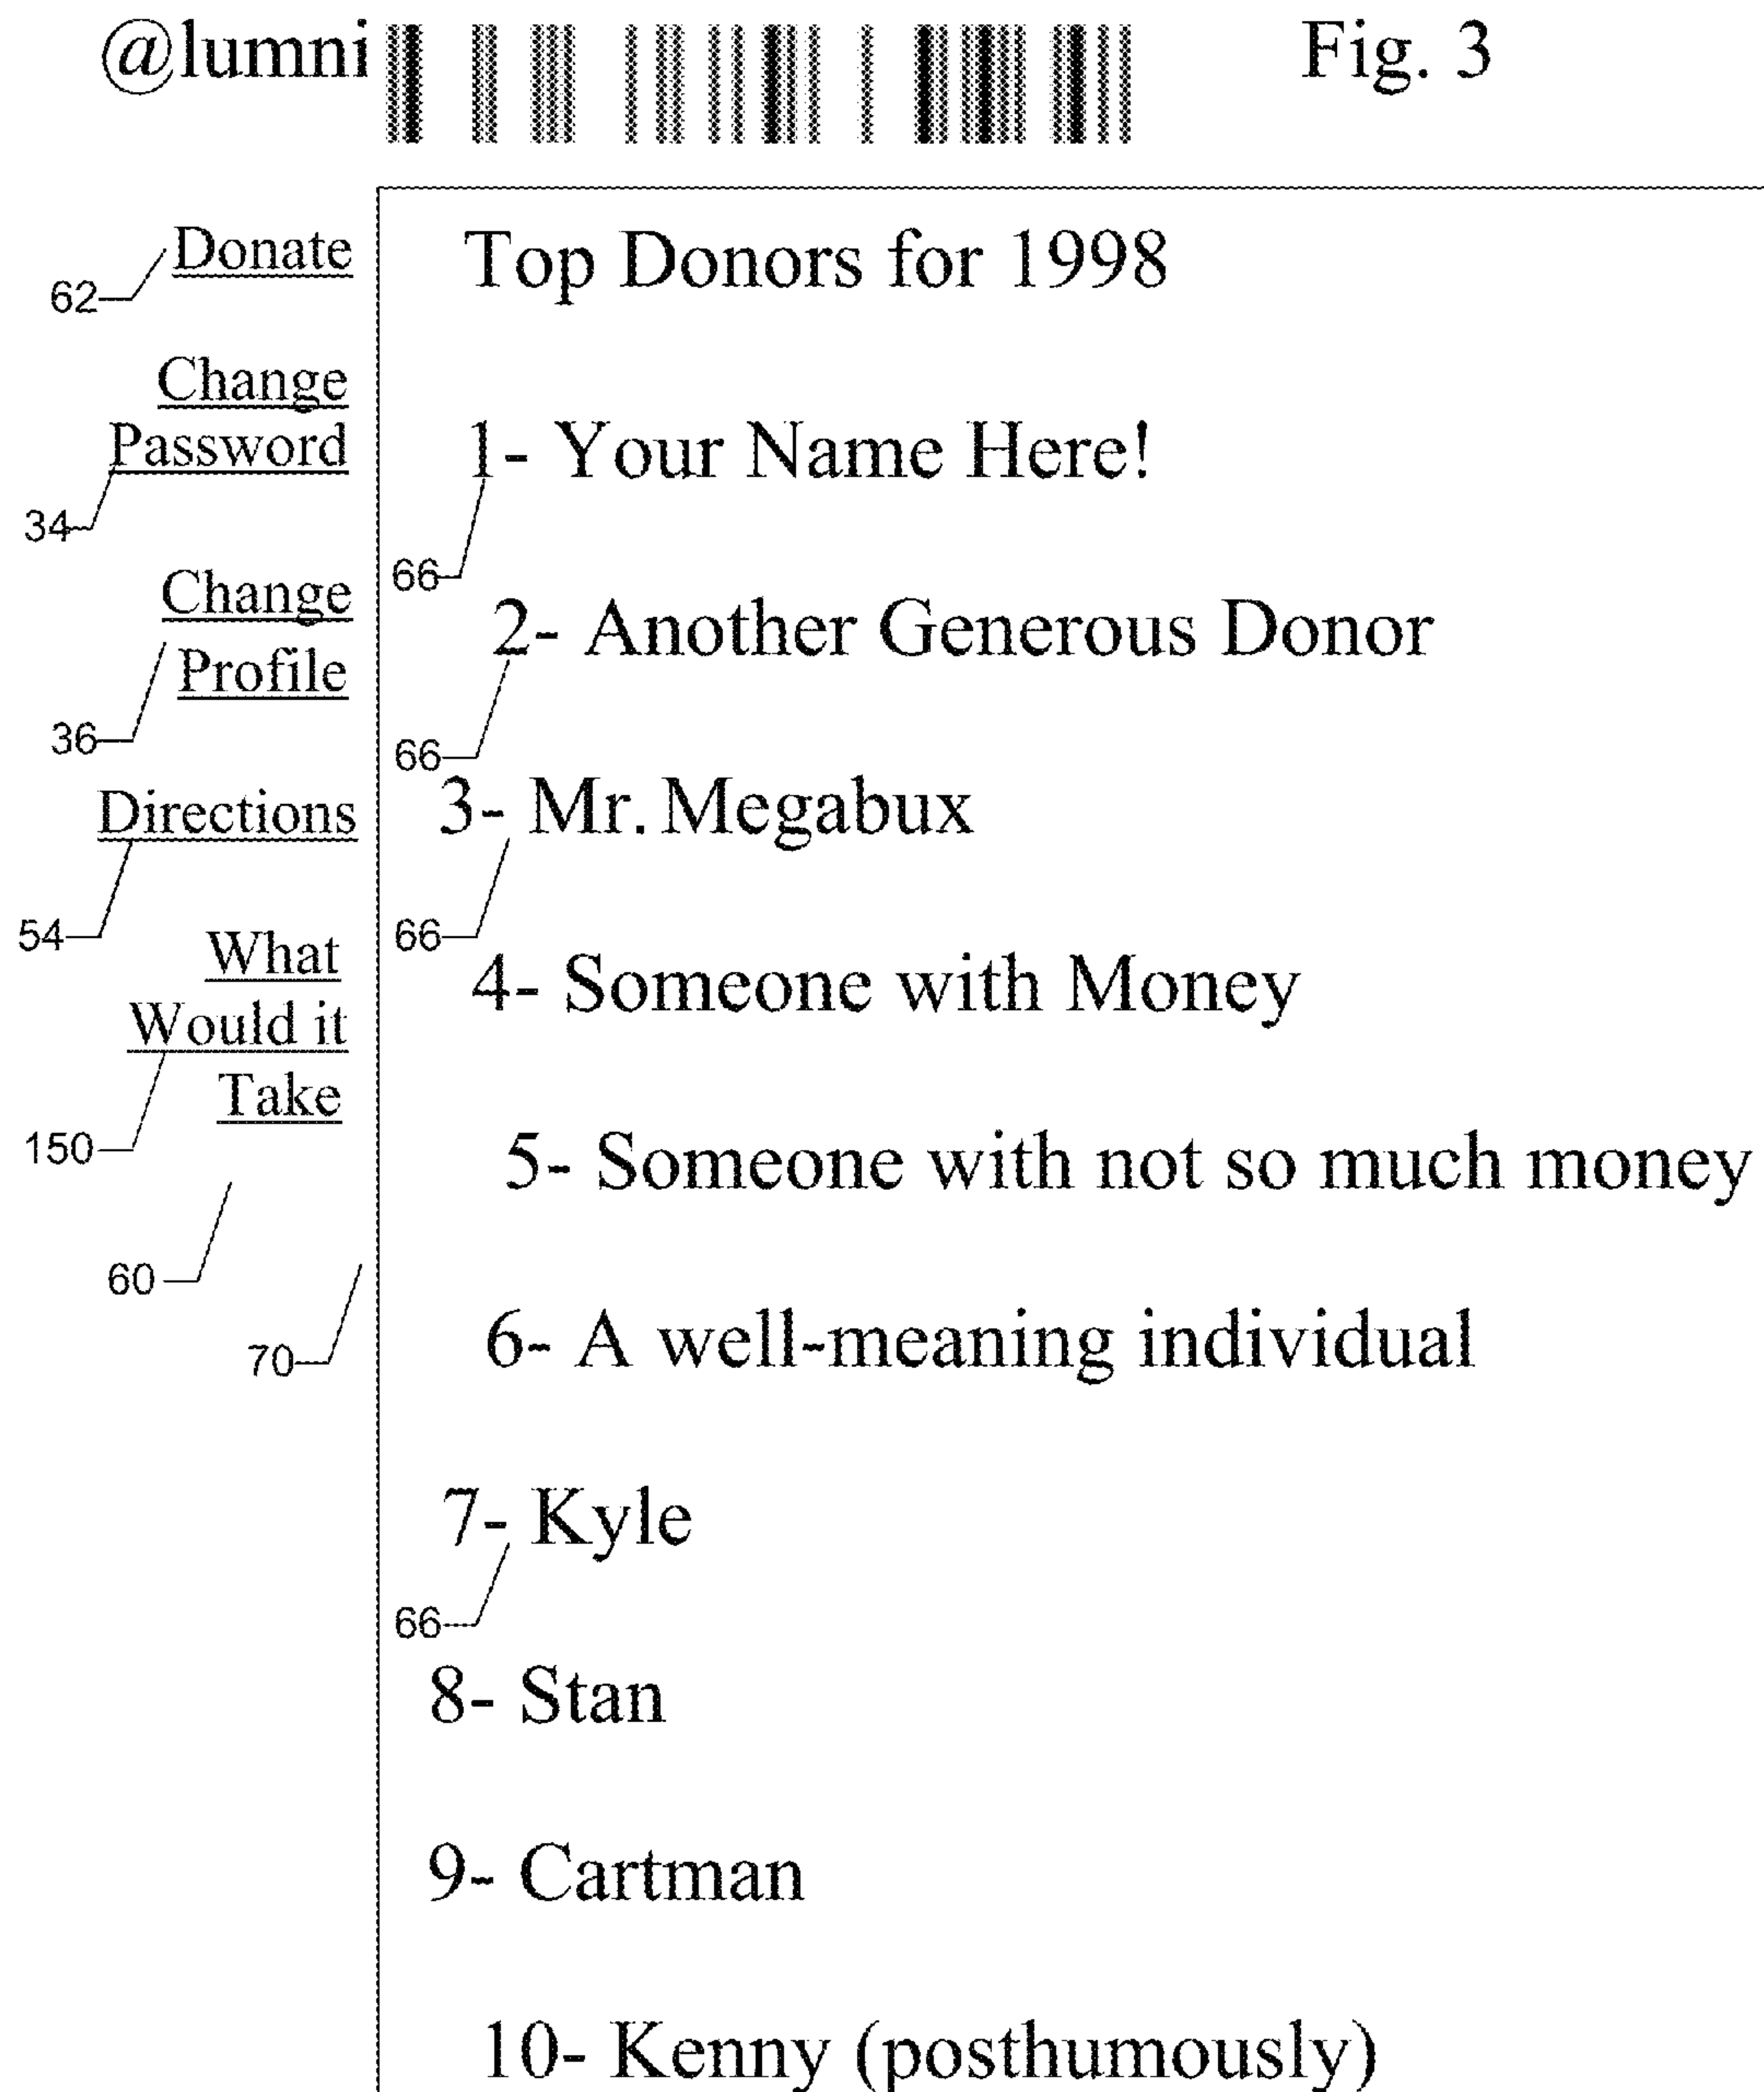 @lumni
Fig. 3
Donate
62
Change
Password
34
Change
Profile
36
Directions
54
What
Would it
Take
150
60
70
Top Donors for 1998
1- Your Name Here!
66
2- Another Generous Donor
66
3- Mr. Megabux
66
4- Someone with Money
5- Someone with not so much money
6- A well-meaning individual
7- Kyle
66
8- Stan
9- Cartman
10- Kenny (posthumously)